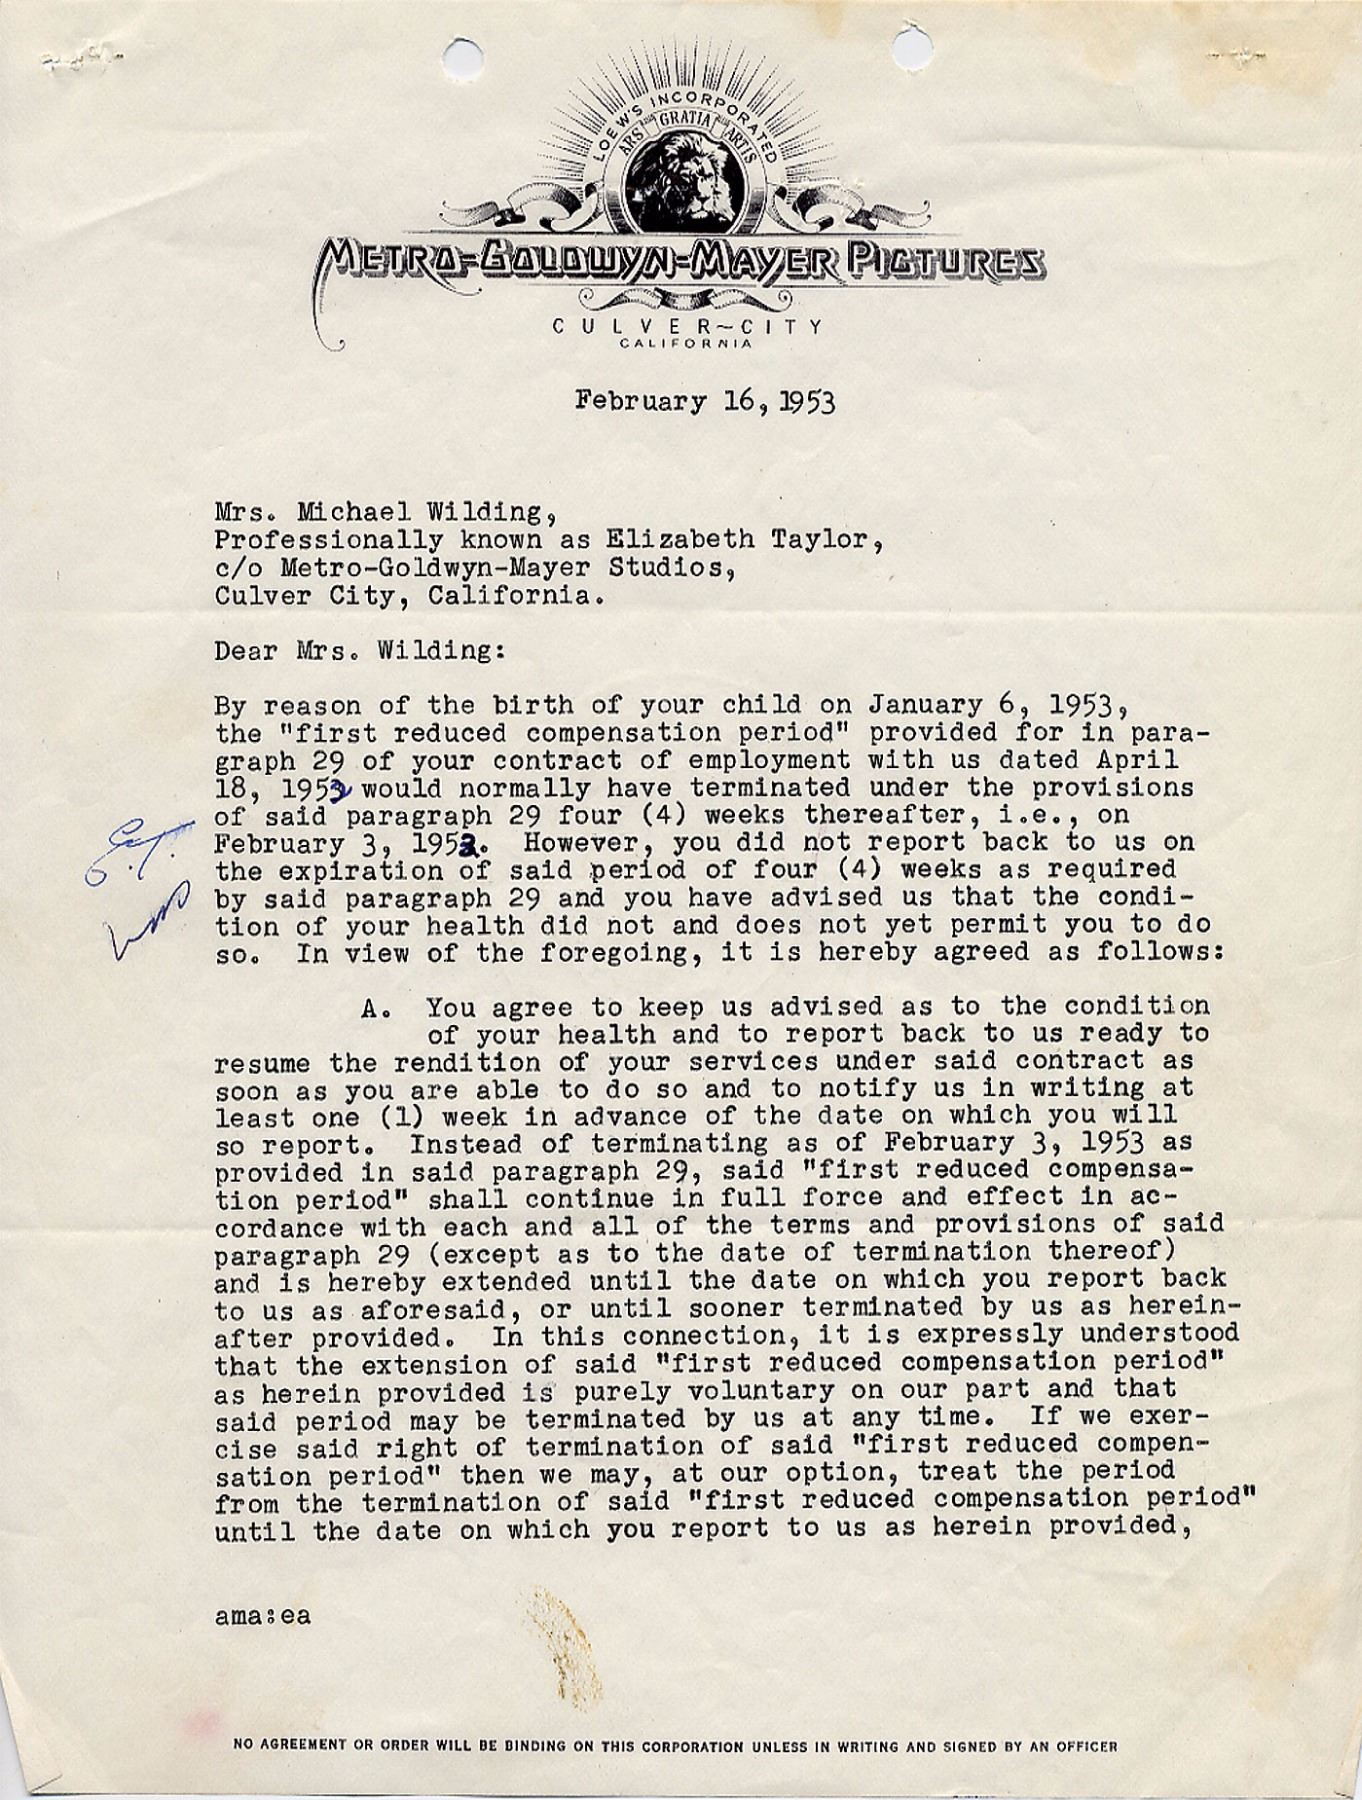 LOEW'S INCORPORATED
ARS GRATIA ARTIS
METRO-GOLDWYN-MAYER PICTURES
CULVER~CITY
CALIFORNIA
February 16, 1953
Mrs. Michael Wilding,
Professionally known as Elizabeth Taylor,
c/o Metro-Goldwyn-Mayer Studios,
Culver City, California.
Dear Mrs. Wilding:
By reason of the birth of your child on January 6, 1953,
the "first reduced compensation period" provided for in para-
graph 29 of your contract of employment with us dated April
18, 1952 would normally have terminated under the provisions
of said paragraph 29 four (4) weeks thereafter, i.e., on
E.T.
February 3, 1953. However, you did not report back to us on
the expiration of said period of four (4) weeks as required
by said paragraph 29 and you have advised us that the condi-
tion of your health did not and does not yet permit you to do
so. In view of the foregoing, it is hereby agreed as follows:
A. You agree to keep us advised as to the condition
of your health and to report back to us ready to
resume the rendition of your services under said contract as
soon as you are able to do so and to notify us in writing at
least one (1) week in advance of the date on which you will
so report. Instead of terminating as of February 3, 1953 as
provided in said paragraph 29, said "first reduced compensa-
tion period" shall continue in full force and effect in ac-
cordance with each and all of the terms and provisions of said
paragraph 29 (except as to the date of termination thereof)
and is hereby extended until the date on which you report back
to us as aforesaid, or until sooner terminated by us as herein-
after provided. In this connection, it is expressly understood
that the extension of said "first reduced compensation period"
as herein provided is purely voluntary on our part and that
said period may be terminated by us at any time. If we exer-
cise said right of termination of said "first reduced compen-
sation period" then we may, at our option, treat the period
from the termination of said "first reduced compensation period"
until the date on which you report to us as herein provided,
ama:ea
NO AGREEMENT OR ORDER WILL BE BINDING ON THIS CORPORATION UNLESS IN WRITING AND SIGNED BY AN OFFICER